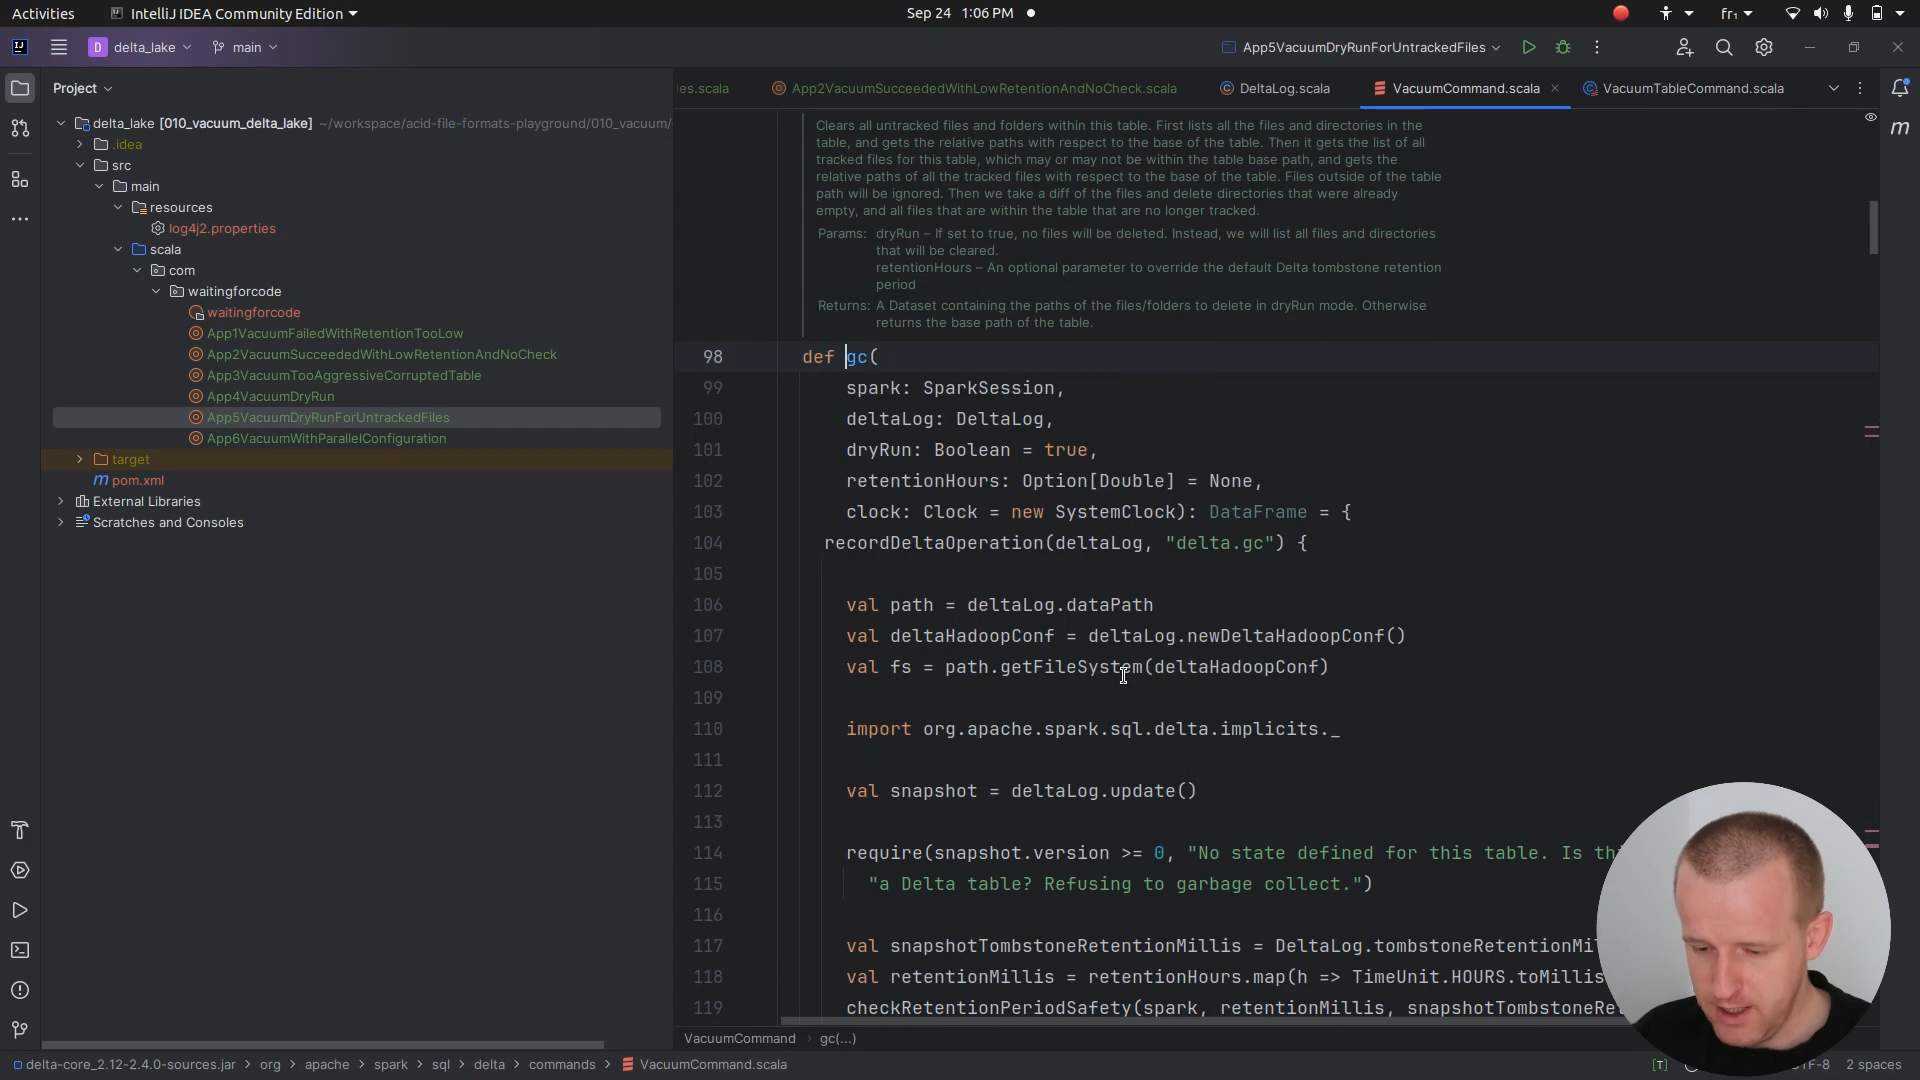 Activities
IntelliJ IDEA Community Edition
Sep 24 1:06 PM
fr₁
IJ
D
delta_lake
main
App5VacuumDryRunForUntrackedFiles
Project
es.scala
App2VacuumSucceededWithLowRetentionAndNoCheck.scala
DeltaLog.scala
VacuumCommand.scala
VacuumTableCommand.scala
delta_lake [010_vacuum_delta_lake] ~/workspace/acid-file-formats-playground/010_vacuum/
.idea
src
main
resources
log4j2.properties
scala
com
waitingforcode
waitingforcode
App1VacuumFailedWithRetentionTooLow
App2VacuumSucceededWithLowRetentionAndNoCheck
App3VacuumTooAggressiveCorruptedTable
App4VacuumDryRun
App5VacuumDryRunForUntrackedFiles
App6VacuumWithParallelConfiguration
target
m pom.xml
External Libraries
Scratches and Consoles
m
Clears all untracked files and folders within this table. First lists all the files and directories in the
table, and gets the relative paths with respect to the base of the table. Then it gets the list of all
tracked files for this table, which may or may not be within the table base path, and gets the
relative paths of all the tracked files with respect to the base of the table. Files outside of the table
path will be ignored. Then we take a diff of the files and delete directories that were already
empty, and all files that are within the table that are no longer tracked.
Params: dryRun – If set to true, no files will be deleted. Instead, we will list all files and directories
that will be cleared.
retentionHours – An optional parameter to override the default Delta tombstone retention
period
Returns: A Dataset containing the paths of the files/folders to delete in dryRun mode. Otherwise
returns the base path of the table.
98 def gc(
99 spark: SparkSession,
100 deltaLog: DeltaLog,
101 dryRun: Boolean = true,
102 retentionHours: Option[Double] = None,
103 clock: Clock = new SystemClock): DataFrame = {
104 recordDeltaOperation(deltaLog, "delta.gc") {
105
106 val path = deltaLog.dataPath
107 val deltaHadoopConf = deltaLog.newDeltaHadoopConf()
108 val fs = path.getFileSystem(deltaHadoopConf)
109
110 import org.apache.spark.sql.delta.implicits._
111
112 val snapshot = deltaLog.update()
113
114 require(snapshot.version >= 0, "No state defined for this table. Is thi
115 "a Delta table? Refusing to garbage collect.")
116
117 val snapshotTombstoneRetentionMillis = DeltaLog.tombstoneRetentionMil
118 val retentionMillis = retentionHours.map(h => TimeUnit.HOURS.toMillis
119 checkRetentionPeriodSafety(spark, retentionMillis, snapshotTombstoneRe
VacuumCommand > gc(...)
delta-core_2.12-2.4.0-sources.jar > org > apache > spark > sql > delta > commands > VacuumCommand.scala
[T]
UTF-8
2 spaces